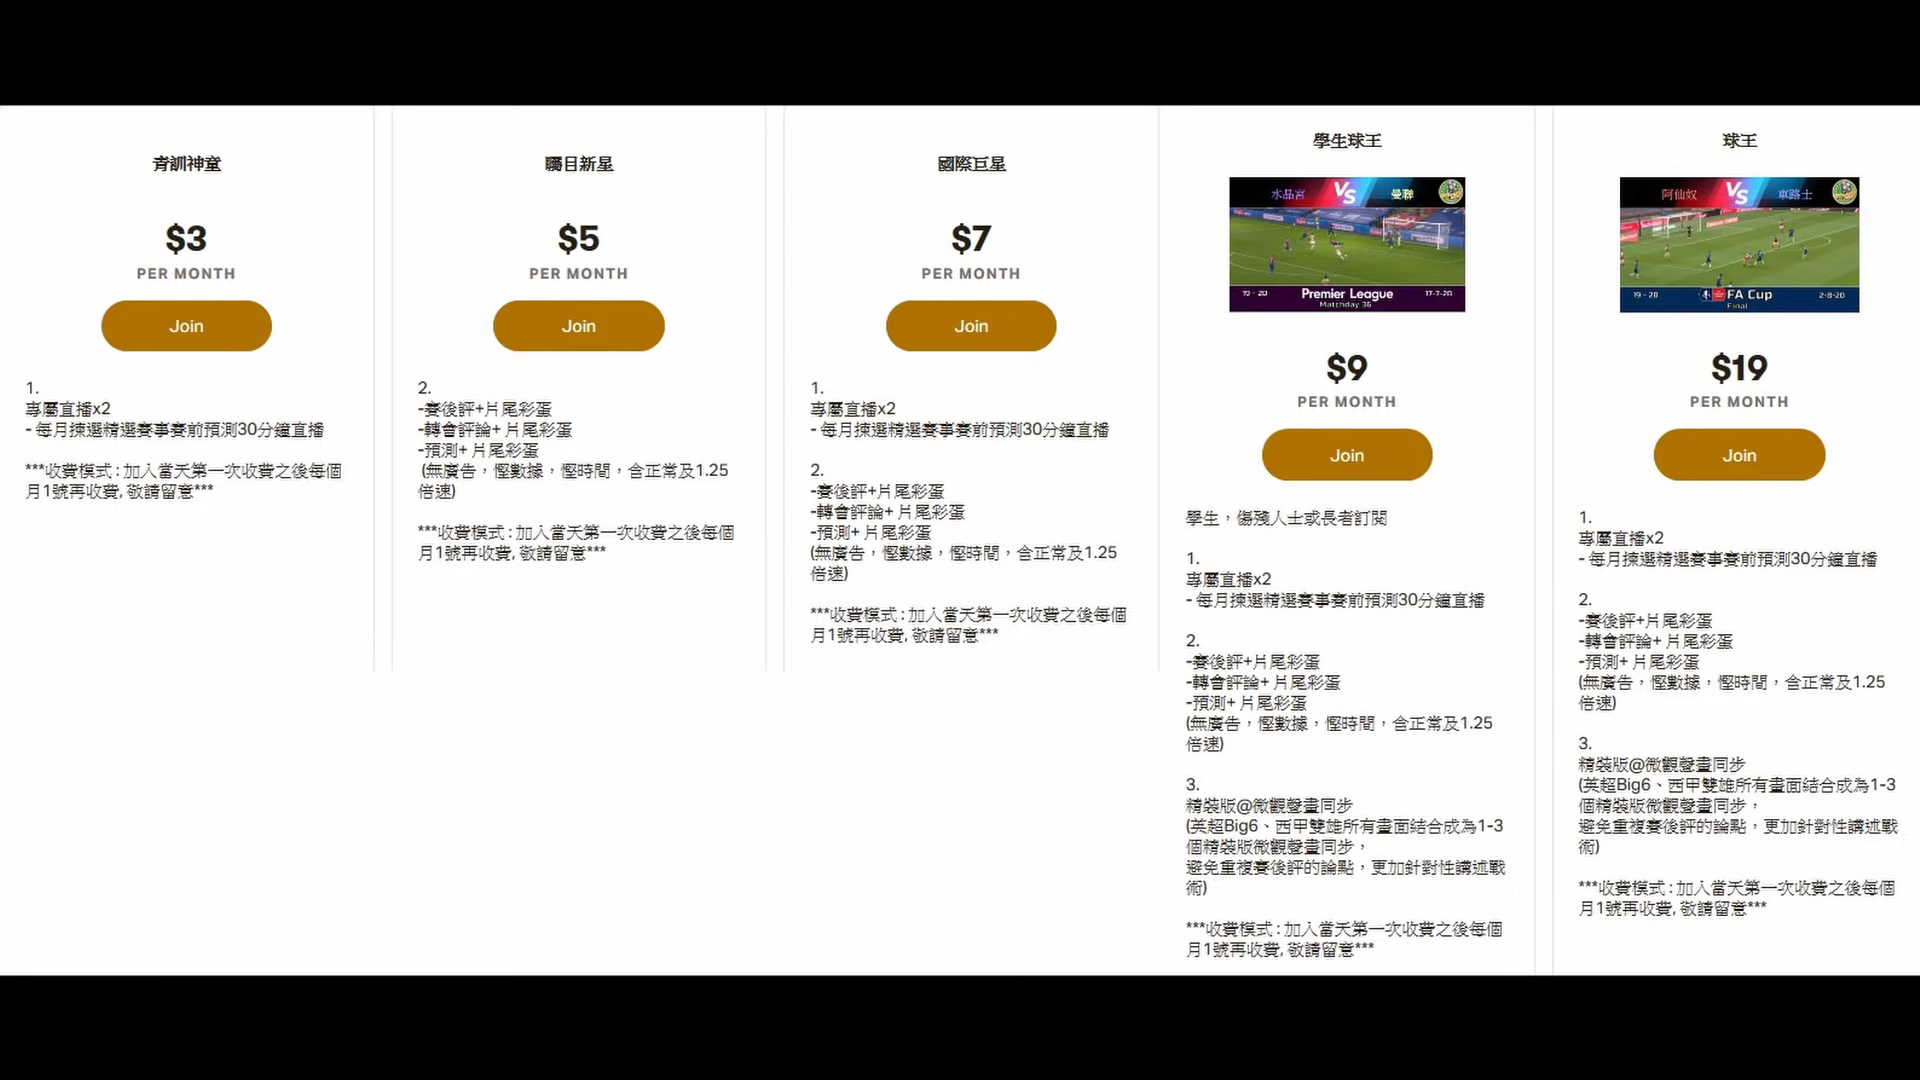 青訓神童
$3
PER MONTH
Join
1.
專屬直播x2
- 每月揀選精選賽事賽前預測30分鐘直播
***收費模式 : 加入當天第一次收費之後每個
月1號再收費, 敬請留意***
矚目新星
$5
PER MONTH
Join
2.
-賽後評+片尾彩蛋
-轉會評論+ 片尾彩蛋
-預測+ 片尾彩蛋
(無廣告，慳數據，慳時間，含正常及1.25
倍速)
***收費模式 : 加入當天第一次收費之後每個
月1號再收費, 敬請留意***
國際巨星
$7
PER MONTH
Join
1.
專屬直播x2
- 每月揀選精選賽事賽前預測30分鐘直播
2.
-賽後評+片尾彩蛋
-轉會評論+ 片尾彩蛋
-預測+ 片尾彩蛋
(無廣告，慳數據，慳時間，含正常及1.25
倍速)
***收費模式 : 加入當天第一次收費之後每個
月1號再收費, 敬請留意***
學生球王
水晶宮 VS 曼聯
19 - 20 Premier League 17-7-20
Matchday 36
$9
PER MONTH
Join
學生，傷殘人士或長者訂閱
1.
專屬直播x2
- 每月揀選精選賽事賽前預測30分鐘直播
2.
-賽後評+片尾彩蛋
-轉會評論+ 片尾彩蛋
-預測+ 片尾彩蛋
(無廣告，慳數據，慳時間，含正常及1.25
倍速)
3.
精裝版@微觀聲畫同步
(英超Big6、西甲雙雄所有畫面結合成為1-3
個精裝版微觀聲畫同步，
避免重複賽後評的論點，更加針對性講述戰
術)
***收費模式 : 加入當天第一次收費之後每個
月1號再收費, 敬請留意***
球王
阿仙奴 VS 車路士
19 - 20 FA Cup 2-8-20
Final
$19
PER MONTH
Join
1.
專屬直播x2
- 每月揀選精選賽事賽前預測30分鐘直播
2.
-賽後評+片尾彩蛋
-轉會評論+ 片尾彩蛋
-預測+ 片尾彩蛋
(無廣告，慳數據，慳時間，含正常及1.25
倍速)
3.
精裝版@微觀聲畫同步
(英超Big6、西甲雙雄所有畫面結合成為1-3
個精裝版微觀聲畫同步，
避免重複賽後評的論點，更加針對性講述戰
術)
***收費模式 : 加入當天第一次收費之後每個
月1號再收費, 敬請留意***